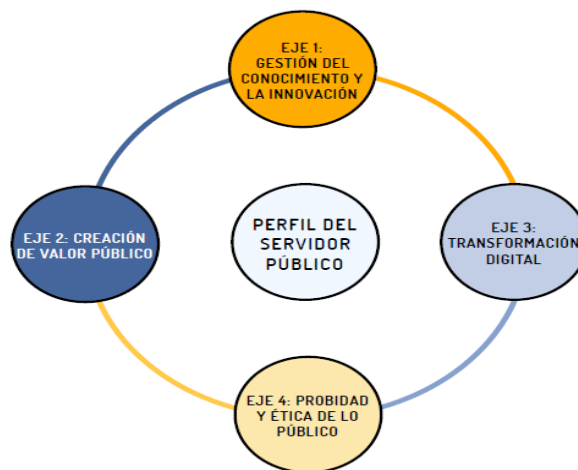 EJE 1:
GESTIÓN DEL
CONOCIMIENTO Y
LA INNOVACIÓN
EJE 2: CREACIÓN
DE VALOR PÚBLICO
PERFIL DEL
SERVIDOR
PÚBLICO
EJE 3:
TRANSFORMACIÓN
DIGITAL
EJE 4: PROBIDAD
Y ÉTICA DE LO
PÚBLICO